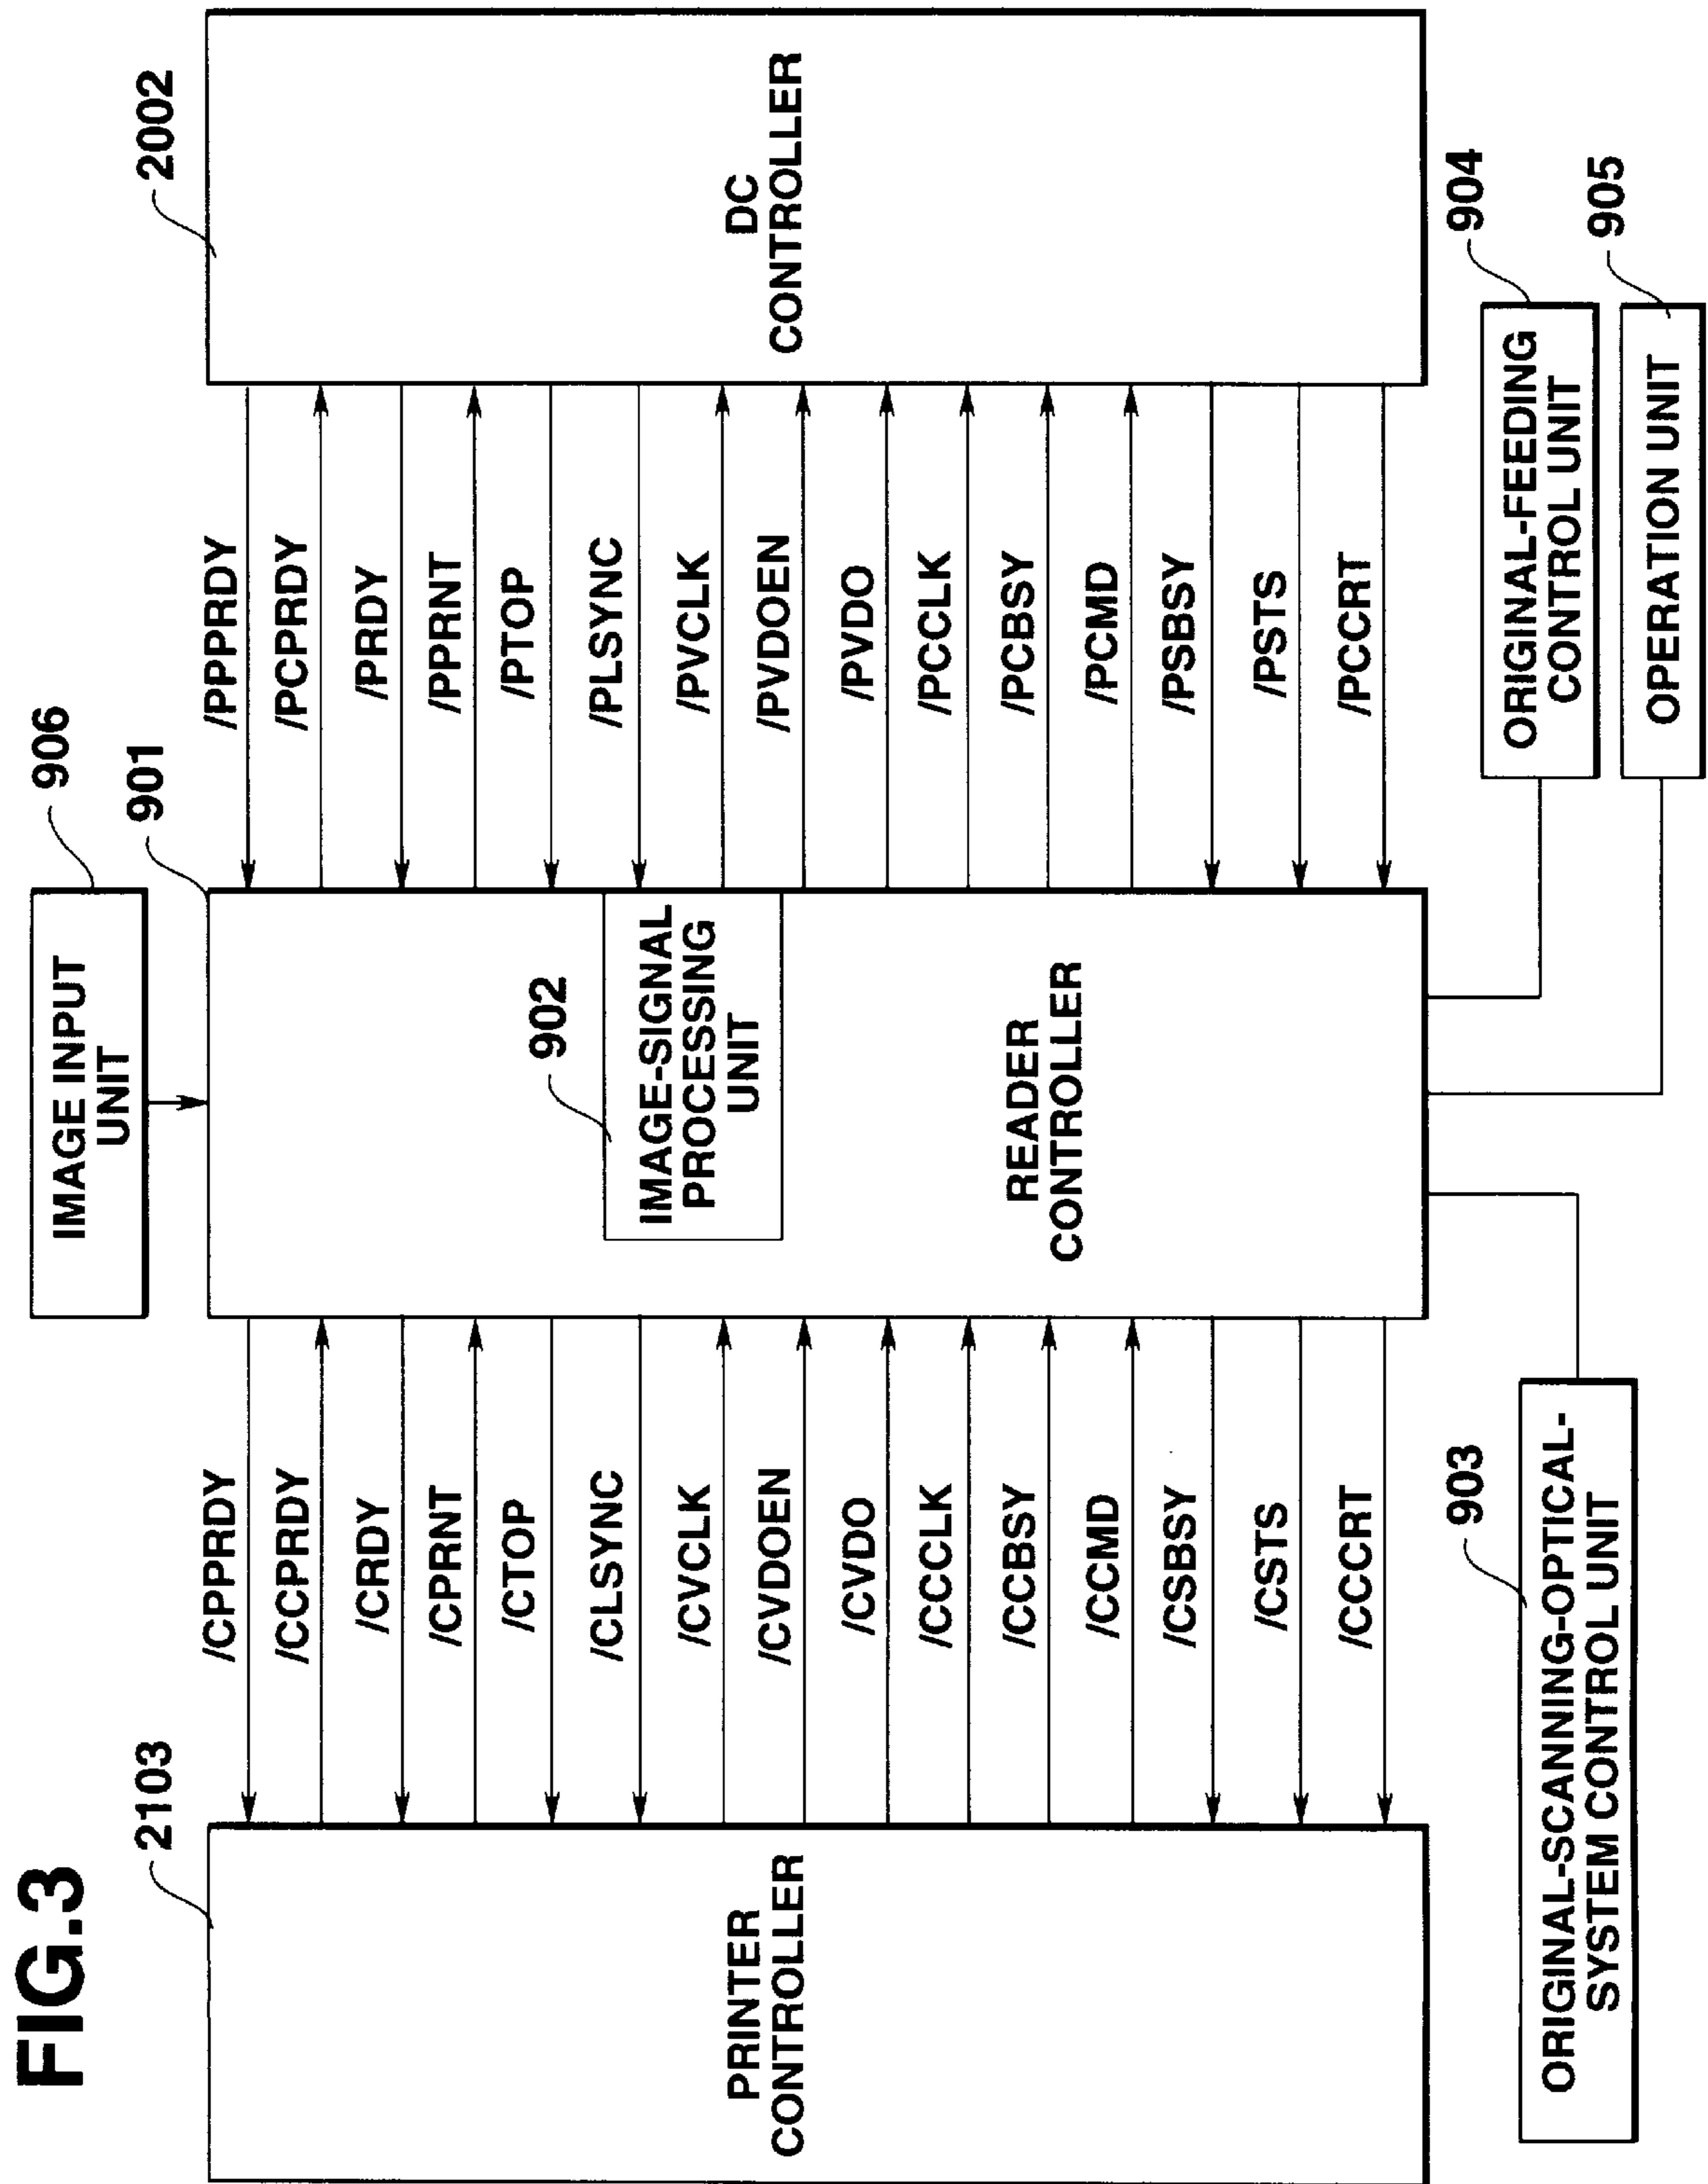 FIG.3
IMAGE INPUT
UNIT
906
901
2103
2002
PRINTER
CONTROLLER
/CPPRDY
/CCPRDY
/CRDY
/CPRNT
/CTOP
/CLSYNC
/CVCLK
/CVDOEN
/CVDO
/CCCLK
/CCBSY
/CCMD
/CSBSY
/CSTS
/CCCRT
902
IMAGE-SIGNAL
PROCESSING
UNIT
READER
CONTROLLER
/PPPRDY
/PCPRDY
/PRDY
/PPRNT
/PTOP
/PLSYNC
/PVCLK
/PVDOEN
/PVDO
/PCCLK
/PCBSY
/PCMD
/PSBSY
/PSTS
/PCCRT
DC
CONTROLLER
903
ORIGINAL-SCANNING-OPTICAL-
SYSTEM CONTROL UNIT
904
ORIGINAL-FEEDING
CONTROL UNIT
905
OPERATION UNIT